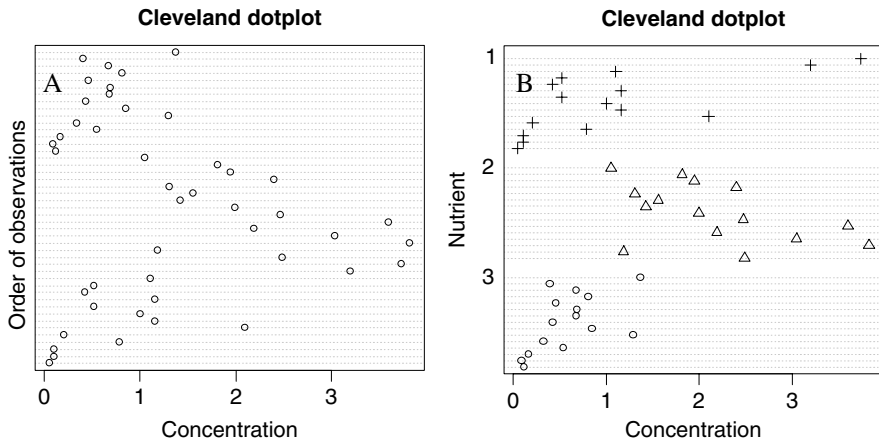 Cleveland dotplot
A
Order of observations
0 1 2 3
Concentration
Cleveland dotplot
B
Nutrient
1
2
3
0 1 2 3
Concentration